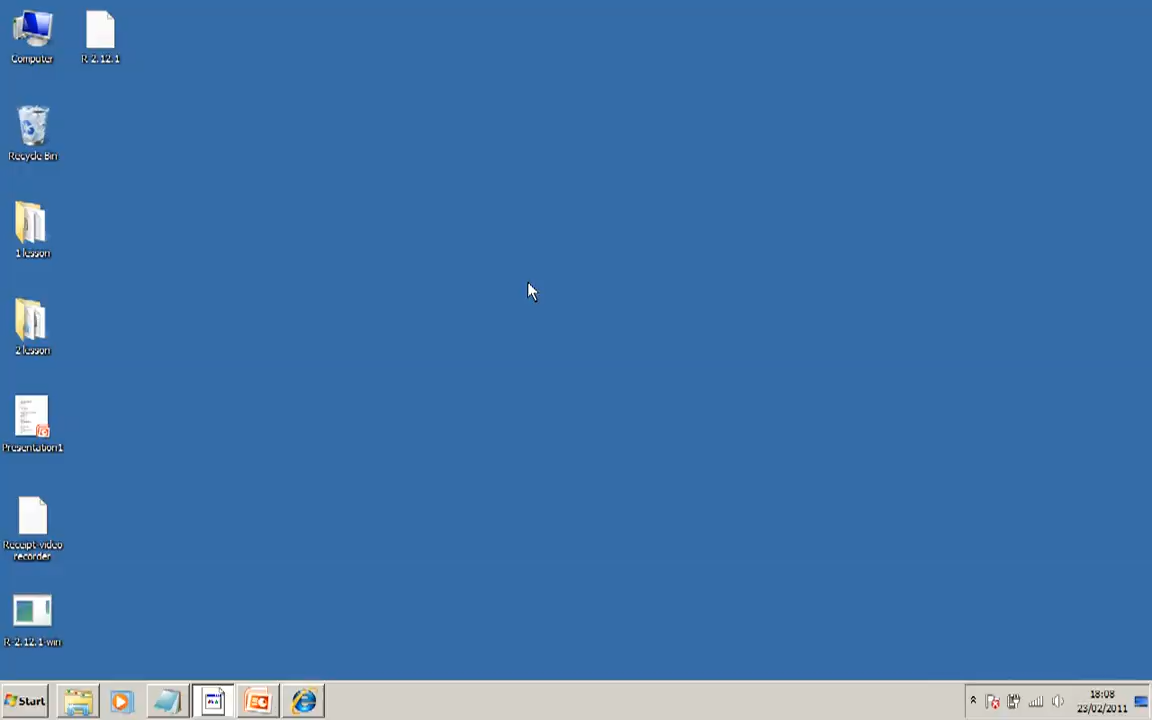 Computer
R-2.12.1
Recycle Bin
1 lesson
2 lesson
Presentation1
Receipt-video
recorder
R-2.12.1-win
Start
18:08
23/02/2011